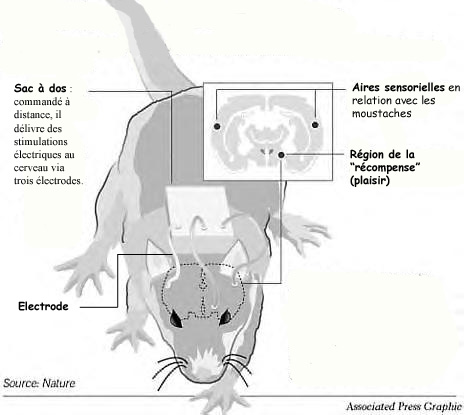 Sac à dos :
commandé à
distance, il
délivre des
stimulations
électriques au
cerveau via
trois électrodes.
Aires sensorielles en
relation avec les
moustaches
Région de la
"récompense"
(plaisir)
Electrode
Source: Nature
Associated Press Graphic